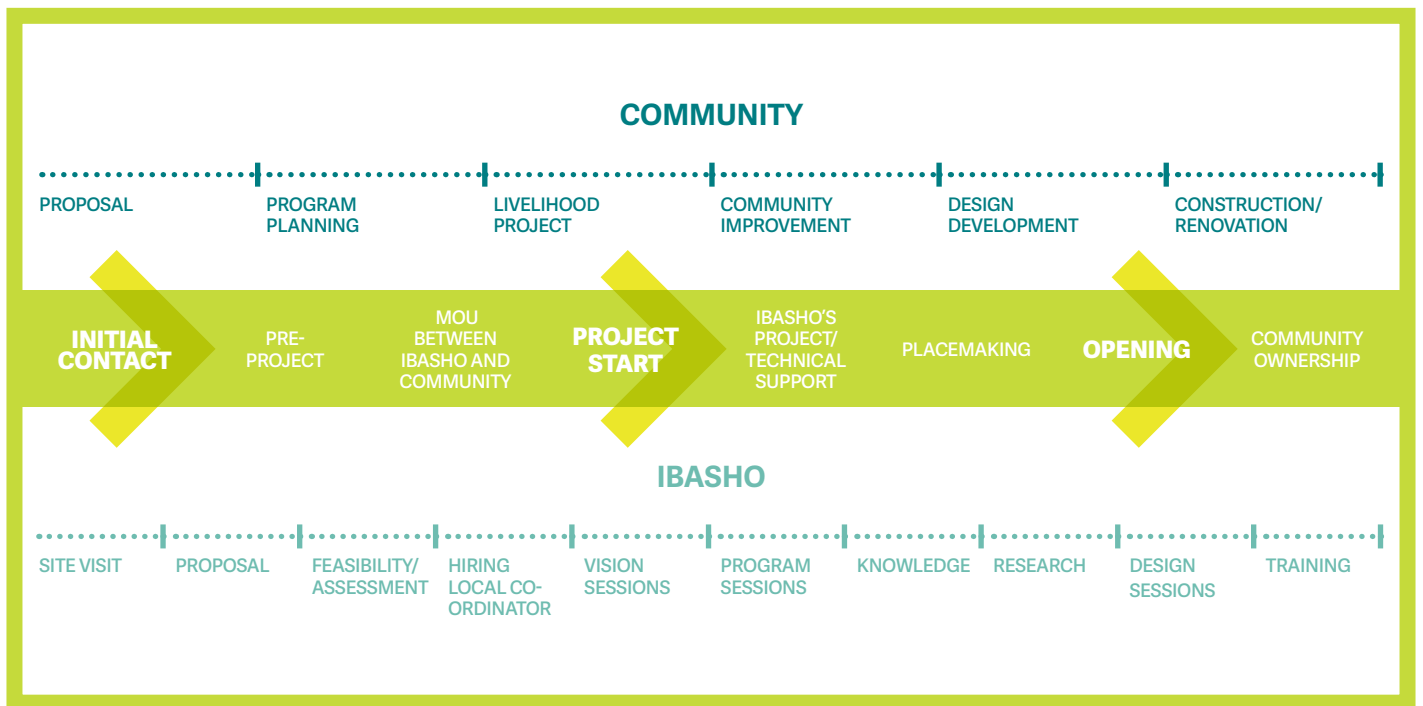 COMMUNITY
PROPOSAL
PROGRAM
PLANNING
LIVELIHOOD
PROJECT
COMMUNITY
IMPROVEMENT
DESIGN
DEVELOPMENT
CONSTRUCTION/
RENOVATION
INITIAL
CONTACT
PRE-
PROJECT
MOU
BETWEEN
IBASHO AND
COMMUNITY
PROJECT
START
IBASHO'S
PROJECT/
TECHNICAL
SUPPORT
PLACEMAKING
OPENING
COMMUNITY
OWNERSHIP
IBASHO
SITE VISIT
PROPOSAL
FEASIBILITY/
ASSESSMENT
HIRING
LOCAL CO-
ORDINATOR
VISION
SESSIONS
PROGRAM
SESSIONS
KNOWLEDGE
RESEARCH
DESIGN
SESSIONS
TRAINING